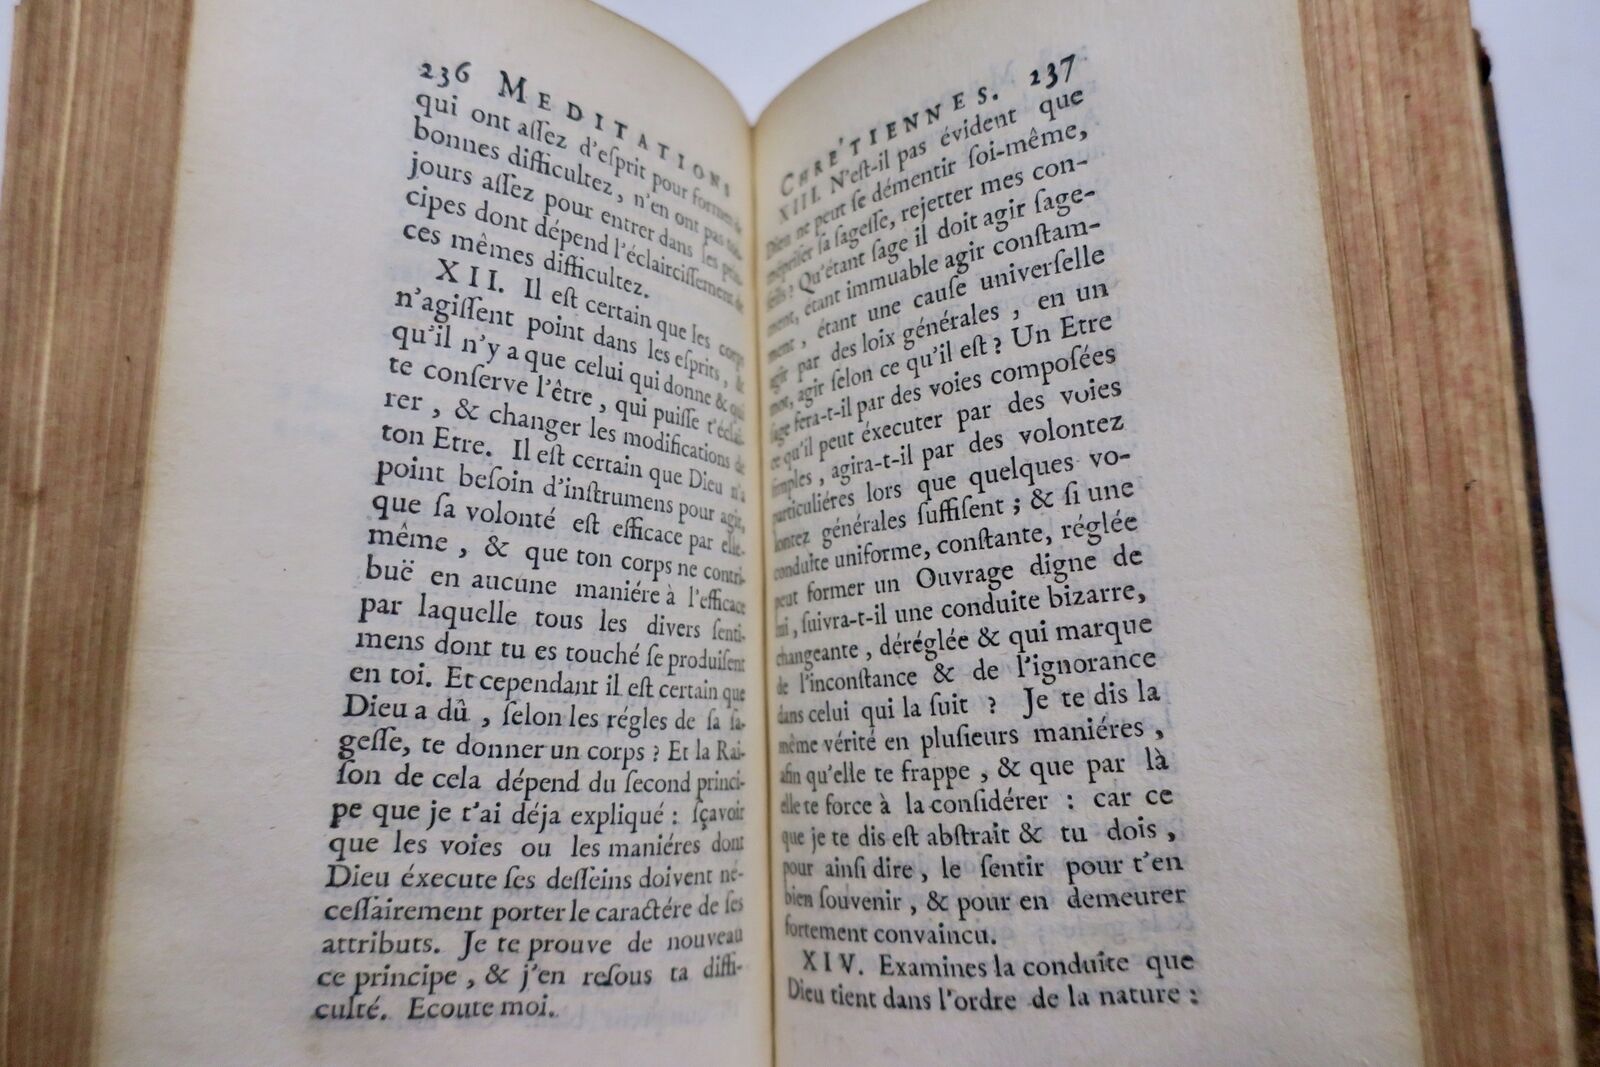 236 MEDITATIONS
qui ont aſſez d'eſprit pour former de
bonnes difficultez, n'en ont pas toû-
jours aſſez pour entrer dans les prin-
cipes dont dépend l'éclairciſſement de
ces mêmes difficultez.
XII. Il eſt certain que les corps
n'agiſſent point dans les eſprits, &
qu'il n'y a que celui qui donne & qui
te conſerve l'être, qui puiſſe t'éclai-
rer, & changer les modifications de
ton Etre. Il eſt certain que Dieu n'a
point beſoin d'inſtrumens pour agir,
que ſa volonté eſt efficace par elle-
même, & que ton corps ne contri-
buë en aucune maniére à l'efficace
par laquelle tous les divers ſenti-
mens dont tu es touché ſe produiſent
en toi. Et cependant il eſt certain que
Dieu a dû, ſelon les régles de ſa ſa-
geſſe, te donner un corps? Et la Rai-
ſon de cela dépend du ſecond princi-
pe que je t'ai déja expliqué: ſçavoir
que les voies ou les maniéres dont
Dieu éxecute ſes deſſeins doivent né-
ceſſairement porter le caractére de ſes
attributs. Je te prouve de nouveau
ce principe, & j'en reſous ta diffi-
culté. Ecoute moi.
CHRE'TIENNES. 237
XIII. N'eſt-il pas évident que
Dieu ne peut ſe démentir ſoi-même,
mépriſer ſa ſageſſe, rejetter mes con-
ſeils? Qu'étant ſage il doit agir ſage-
ment, étant immuable agir conſtam-
ment, étant une cauſe univerſelle
agir par des loix générales, en un
mot, agir ſelon ce qu'il eſt? Un Etre
ſage fera-t-il par des voies compoſées
ce qu'il peut éxecuter par des voies
ſimples, agira-t-il par des volontez
particuliéres lors que quelques vo-
lontez générales ſuffiſent; & ſi une
conduite uniforme, conſtante, réglée
peut former un Ouvrage digne de
lui, ſuivra-t-il une conduite bizarre,
changeante, déréglée & qui marque
de l'inconſtance & de l'ignorance
dans celui qui la ſuit? Je te dis la
même vérité en pluſieurs maniéres,
afin qu'elle te frappe, & que par là
elle te force à la conſidérer: car ce
que je te dis eſt abſtrait & tu dois,
pour ainſi dire, le ſentir pour t'en
bien ſouvenir, & pour en demeurer
fortement convaincu.
XIV. Examines la conduite que
Dieu tient dans l'ordre de la nature: